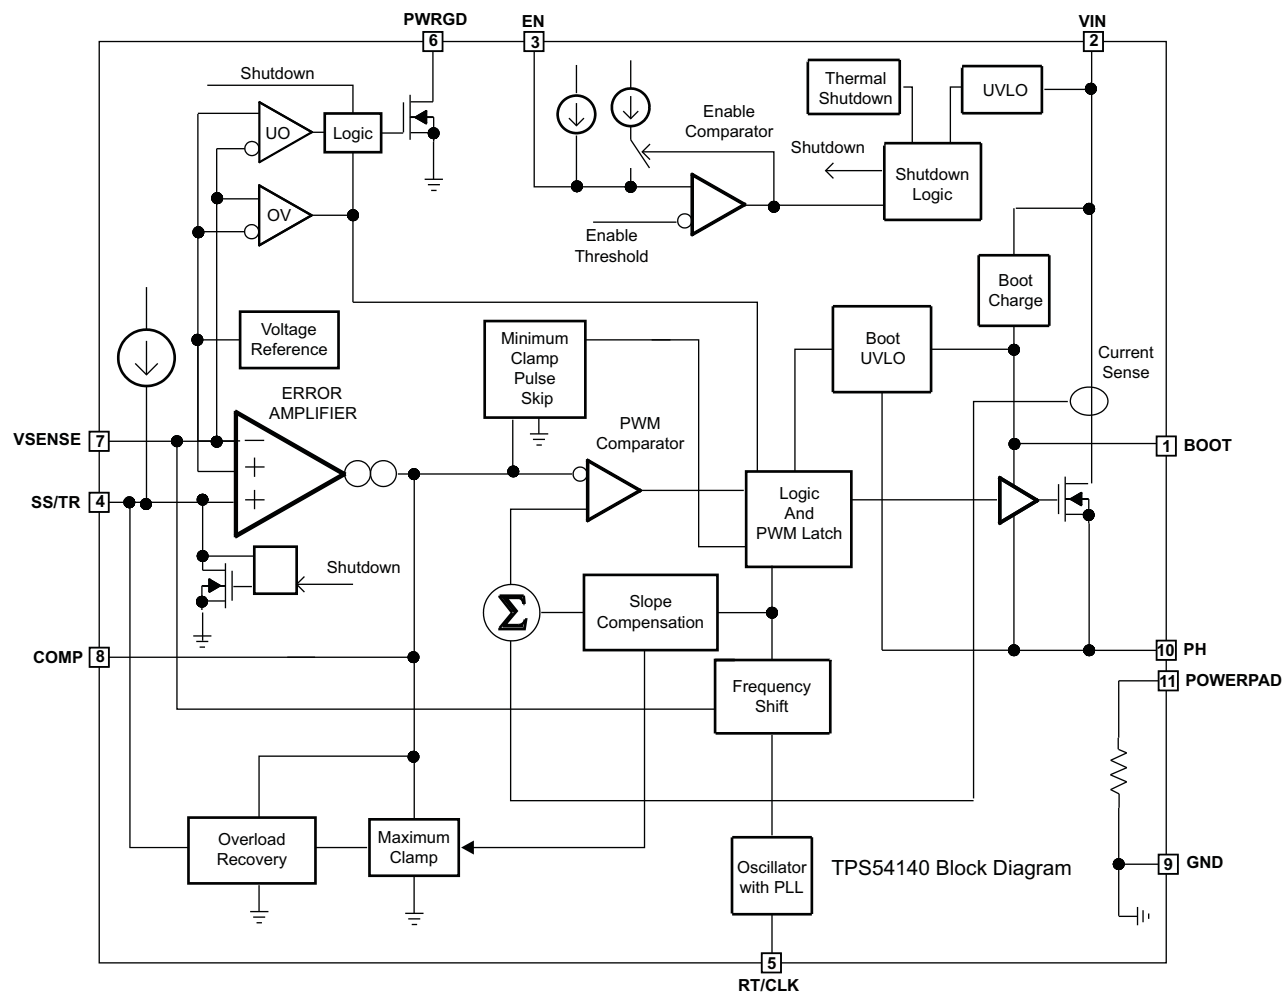 PWRGD
EN
VIN
6
3
2
Shutdown
Thermal
Shutdown
UVLO
Enable
Comparator
UO
Logic
Shutdown
Shutdown
Logic
OV
Enable
Threshold
Boot
Charge
Voltage
Reference
Minimum
Clamp
Pulse
Skip
Boot
UVLO
Current
Sense
ERROR
AMPLIFIER
PWM
Comparator
VSENSE
7
−
1
BOOT
+
SS/TR
4
+
Logic
And
PWM Latch
Shutdown
Σ
Slope
Compensation
COMP
8
10
PH
11
POWERPAD
Frequency
Shift
Overload
Recovery
Maximum
Clamp
Oscillator
with PLL
TPS54140 Block Diagram
9
GND
5
RT/CLK